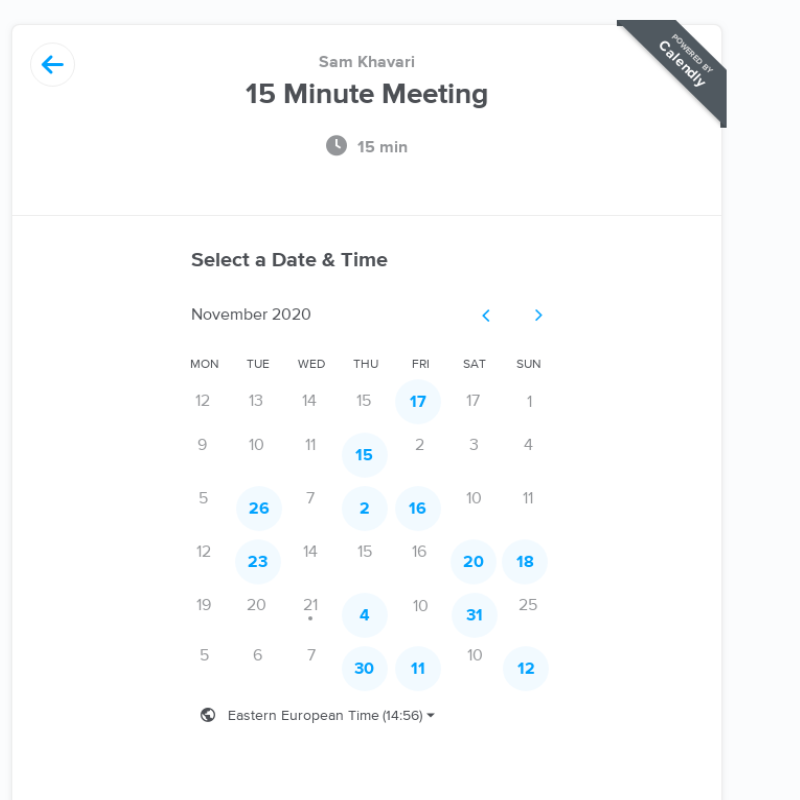 Sam Khavari
15 Minute Meeting
POWERED BY
Calendly
15 min
Select a Date & Time
November 2020
MON TUE WED THU FRI SAT SUN
12 13 14 15 17 17 1
9 10 11 15 2 3 4
5 26 7 2 16 10 11
12 23 14 15 16 20 18
19 20 21 4 10 31 25
5 6 7 30 11 10 12
Eastern European Time (14:56)